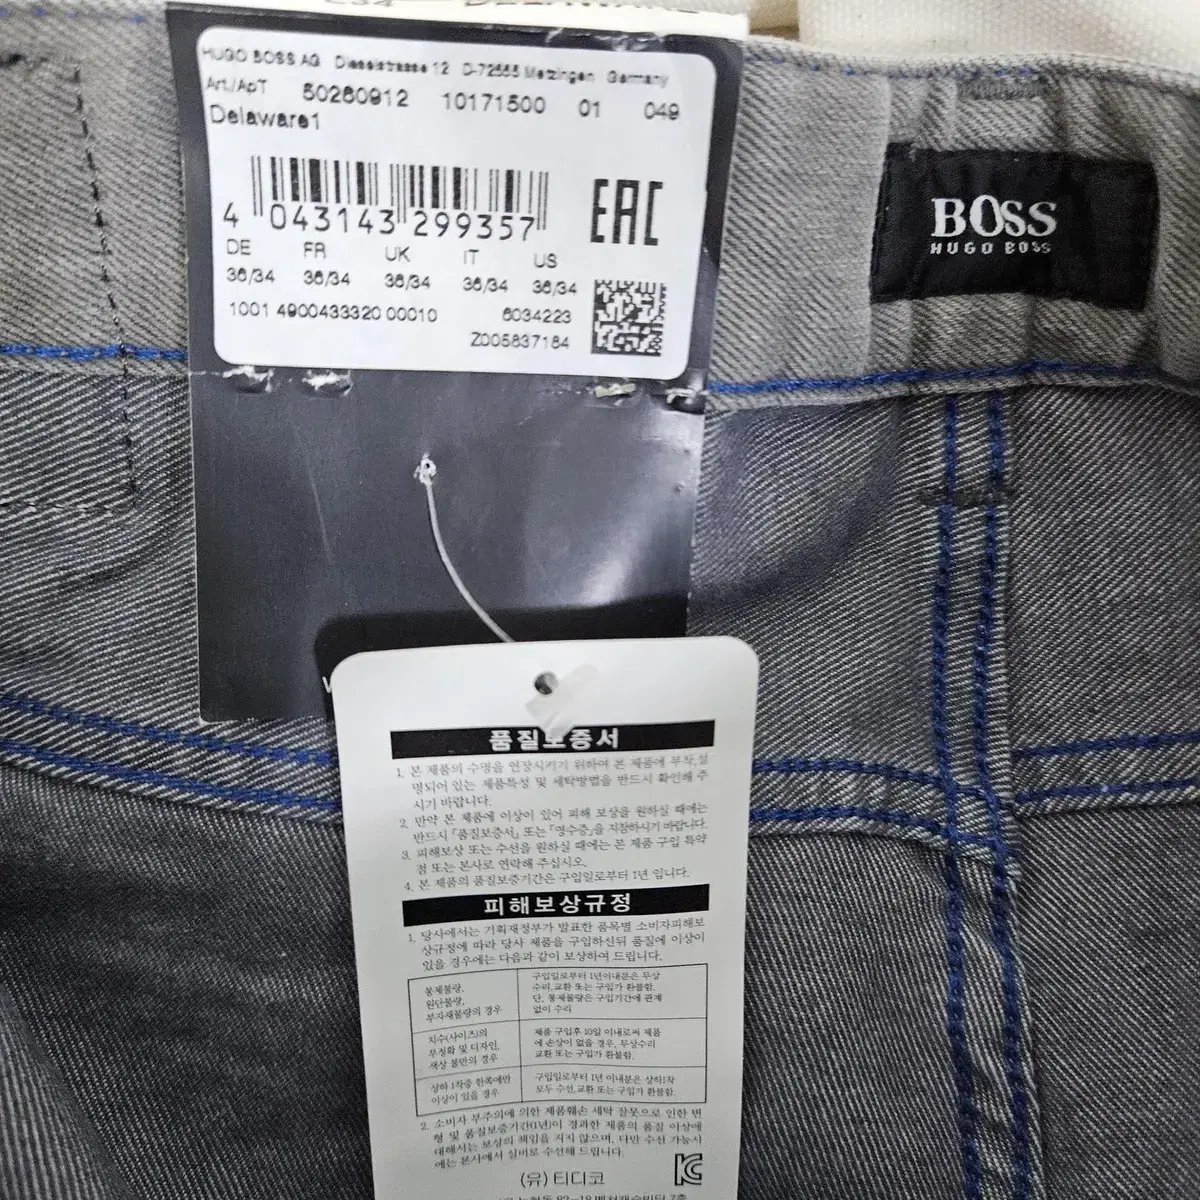 DELAWARE
HUGO BOSS AG Dieselstrasse 12 D-72555 Metzingen Germany
Art./ApT 50260912 10171500 01 049
Delaware1
4 043143 299357
EAC
DE FR UK IT US
36/34 36/34 36/34 36/34 36/34
1001 4900433320 00010 6034223
Z005837184
BOSS
HUGO BOSS
품질보증서
1. 본 제품의 수명을 연장시키기 위하여 본 제품에 부착,설
명되어 있는 제품특성 및 세탁방법을 반드시 확인해 주
시기 바랍니다.
2. 만약 본 제품에 이상이 있어 피해 보상을 원하실 때에는
반드시 「품질보증서」 또는 「영수증」을 지참하시기 바랍니다.
3. 피해보상 또는 수선을 원하실 때에는 본 제품 구입 특약
점 또는 본사로 연락해 주십시오.
4. 본 제품의 품질보증기간은 구입일로부터 1년 입니다.
피해보상규정
1. 당사에서는 기획재정부가 발표한 품목별 소비자피해보
상규정에 따라 당사 제품을 구입하신뒤 품질에 이상이
있을 경우에는 다음과 같이 보상하여 드립니다.
봉제불량,
원단불량,
부자재불량의 경우
구입일로부터 1년이내분은 무상
수리,교환 또는 구입가 환불함.
단, 봉제불량은 구입기간에 관계
없이 수리
치수(사이즈)의
부정확 및 디자인,
색상 불만의 경우
제품 구입후 10일 이내로써 제품
에 손상이 없을 경우, 무상수리
교환 또는 구입가 환불함.
상하 1착중 한쪽에만
이상이 있을 경우
구입일로부터 1년 이내분은 상하1착
모두 수선,교환 또는 구입가 환불함.
2. 소비자 부주의에 의한 제품훼손 세탁 잘못으로 인한 변
형 및 품질보증기간(1년)이 경과한 제품의 품질 이상에
대해서는 보상의 책임을 지지 않으며, 다만 수선 가능시
에는 본사에서 실비로 수선해 드립니다.
(유) 티디코